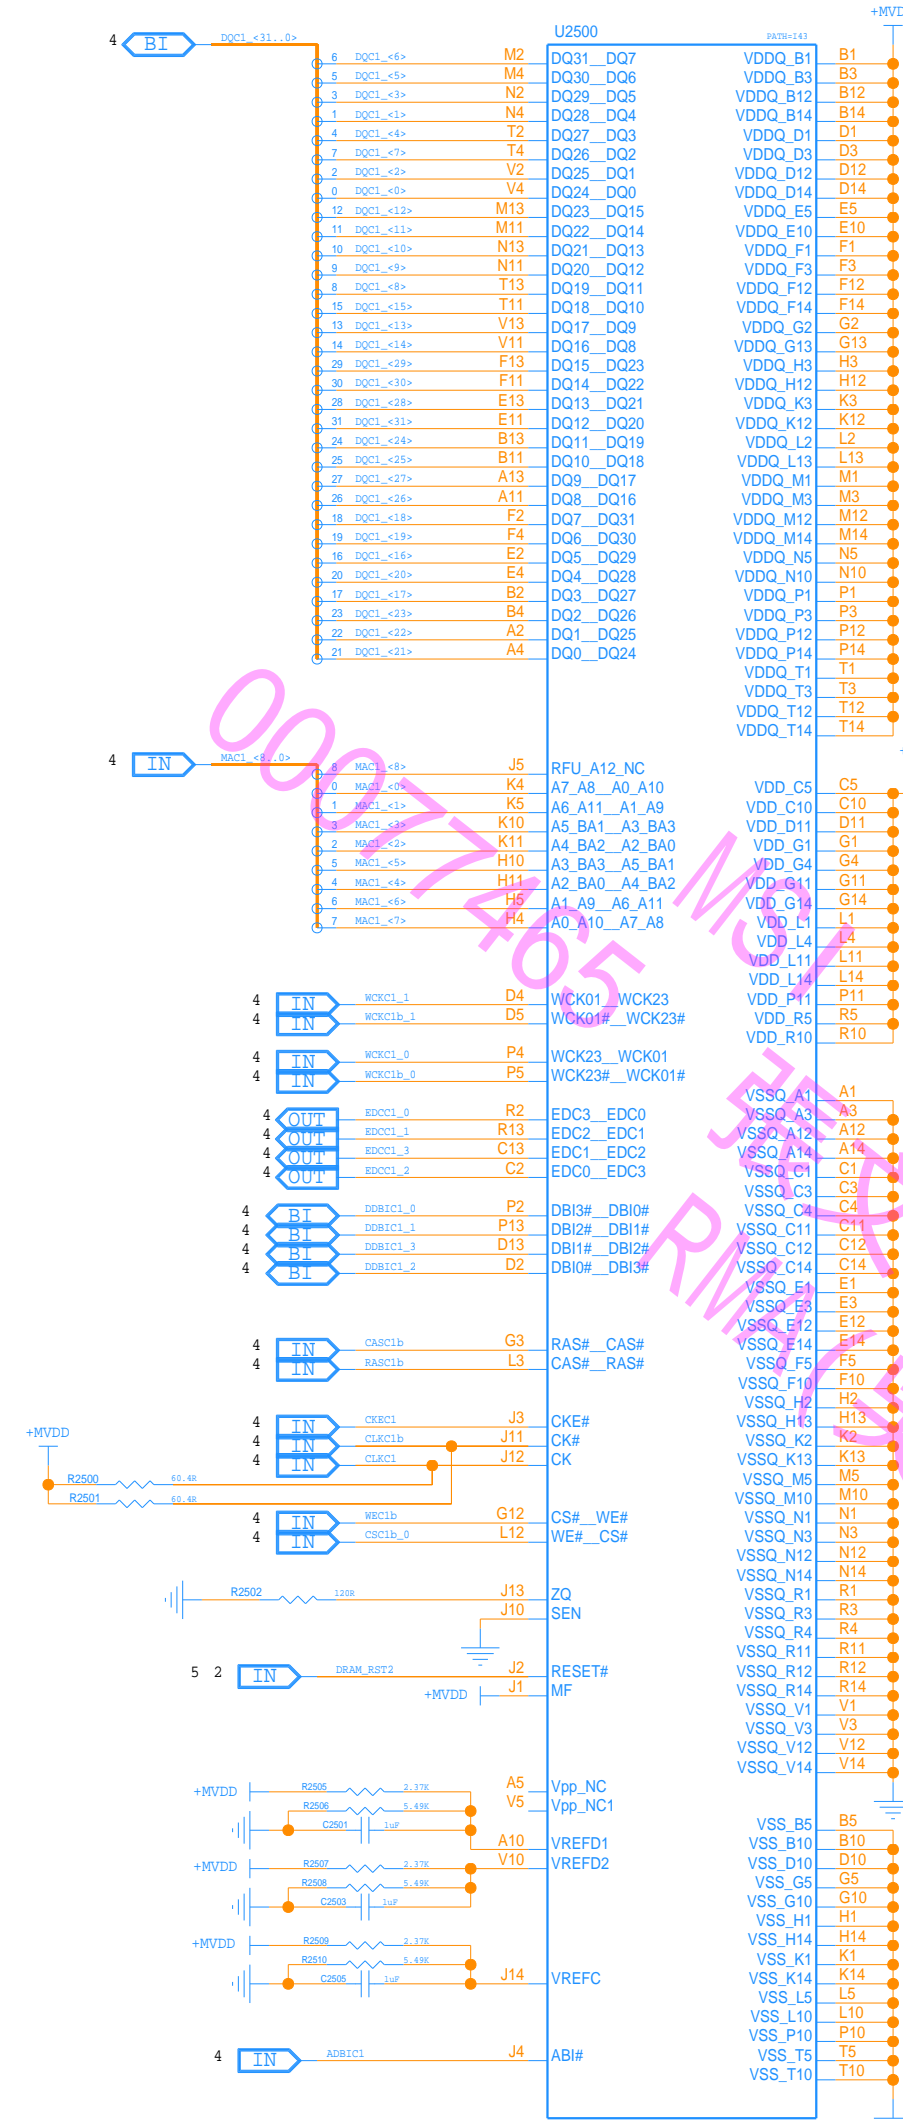 +MVD
U2500 PATH=I43
4 BI DQC1_<31..0>
6 DQC1_<6> M2 DQ31__DQ7 VDDQ_B1 B1
5 DQC1_<5> M4 DQ30__DQ6 VDDQ_B3 B3
3 DQC1_<3> N2 DQ29__DQ5 VDDQ_B12 B12
1 DQC1_<1> N4 DQ28__DQ4 VDDQ_B14 B14
4 DQC1_<4> T2 DQ27__DQ3 VDDQ_D1 D1
7 DQC1_<7> T4 DQ26__DQ2 VDDQ_D3 D3
2 DQC1_<2> V2 DQ25__DQ1 VDDQ_D12 D12
0 DQC1_<0> V4 DQ24__DQ0 VDDQ_D14 D14
12 DQC1_<12> M13 DQ23__DQ15 VDDQ_E5 E5
11 DQC1_<11> M11 DQ22__DQ14 VDDQ_E10 E10
10 DQC1_<10> N13 DQ21__DQ13 VDDQ_F1 F1
9 DQC1_<9> N11 DQ20__DQ12 VDDQ_F3 F3
8 DQC1_<8> T13 DQ19__DQ11 VDDQ_F12 F12
15 DQC1_<15> T11 DQ18__DQ10 VDDQ_F14 F14
13 DQC1_<13> V13 DQ17__DQ9 VDDQ_G2 G2
14 DQC1_<14> V11 DQ16__DQ8 VDDQ_G13 G13
29 DQC1_<29> F13 DQ15__DQ23 VDDQ_H3 H3
30 DQC1_<30> F11 DQ14__DQ22 VDDQ_H12 H12
28 DQC1_<28> E13 DQ13__DQ21 VDDQ_K3 K3
31 DQC1_<31> E11 DQ12__DQ20 VDDQ_K12 K12
24 DQC1_<24> B13 DQ11__DQ19 VDDQ_L2 L2
25 DQC1_<25> B11 DQ10__DQ18 VDDQ_L13 L13
27 DQC1_<27> A13 DQ9__DQ17 VDDQ_M1 M1
26 DQC1_<26> A11 DQ8__DQ16 VDDQ_M3 M3
18 DQC1_<18> F2 DQ7__DQ31 VDDQ_M12 M12
19 DQC1_<19> F4 DQ6__DQ30 VDDQ_M14 M14
16 DQC1_<16> E2 DQ5__DQ29 VDDQ_N5 N5
20 DQC1_<20> E4 DQ4__DQ28 VDDQ_N10 N10
17 DQC1_<17> B2 DQ3__DQ27 VDDQ_P1 P1
23 DQC1_<23> B4 DQ2__DQ26 VDDQ_P3 P3
22 DQC1_<22> A2 DQ1__DQ25 VDDQ_P12 P12
21 DQC1_<21> A4 DQ0__DQ24 VDDQ_P14 P14
VDDQ_T1 T1
VDDQ_T3 T3
VDDQ_T12 T12
VDDQ_T14 T14
4 IN MAC1_<8..0>
8 MAC1_<8> J5 RFU_A12_NC
0 MAC1_<0> K4 A7_A8__A0_A10 VDD_C5 C5
1 MAC1_<1> K5 A6_A11__A1_A9 VDD_C10 C10
3 MAC1_<3> K10 A5_BA1__A3_BA3 VDD_D11 D11
2 MAC1_<2> K11 A4_BA2__A2_BA0 VDD_G1 G1
5 MAC1_<5> H10 A3_BA3__A5_BA1 VDD_G4 G4
4 MAC1_<4> H11 A2_BA0__A4_BA2 VDD_G11 G11
6 MAC1_<6> H5 A1_A9__A6_A11 VDD_G14 G14
7 MAC1_<7> H4 A0_A10__A7_A8 VDD_L1 L1
VDD_L4 L4
VDD_L11 L11
VDD_L14 L14
4 IN WCKC1_1 D4 WCK01__WCK23 VDD_P11 P11
4 IN WCKC1b_1 D5 WCK01#__WCK23# VDD_R5 R5
VDD_R10 R10
4 IN WCKC1_0 P4 WCK23__WCK01
4 IN WCKC1b_0 P5 WCK23#__WCK01#
VSSQ_A1 A1
4 OUT EDCC1_0 R2 EDC3__EDC0 VSSQ_A3 A3
4 OUT EDCC1_1 R13 EDC2__EDC1 VSSQ_A12 A12
4 OUT EDCC1_3 C13 EDC1__EDC2 VSSQ_A14 A14
4 OUT EDCC1_2 C2 EDC0__EDC3 VSSQ_C1 C1
VSSQ_C3 C3
4 BI DDBIC1_0 P2 DBI3#__DBI0# VSSQ_C4 C4
4 BI DDBIC1_1 P13 DBI2#__DBI1# VSSQ_C11 C11
4 BI DDBIC1_3 D13 DBI1#__DBI2# VSSQ_C12 C12
4 BI DDBIC1_2 D2 DBI0#__DBI3# VSSQ_C14 C14
VSSQ_E1 E1
VSSQ_E3 E3
VSSQ_E12 E12
4 IN CASC1b G3 RAS#__CAS# VSSQ_E14 E14
4 IN RASC1b L3 CAS#__RAS# VSSQ_F5 F5
VSSQ_F10 F10
VSSQ_H2 H2
4 IN CKEC1 J3 CKE# VSSQ_H13 H13
4 IN CLKC1b J11 CK# VSSQ_K2 K2
4 IN CLKC1 J12 CK VSSQ_K13 K13
+MVDD
R2500 60.4R VSSQ_M5 M5
R2501 60.4R VSSQ_M10 M10
4 IN WEC1b G12 CS#__WE# VSSQ_N1 N1
4 IN CSC1b_0 L12 WE#__CS# VSSQ_N3 N3
VSSQ_N12 N12
VSSQ_N14 N14
R2502 120R J13 ZQ VSSQ_R1 R1
J10 SEN VSSQ_R3 R3
VSSQ_R4 R4
VSSQ_R11 R11
5 2 IN DRAM_RST2 J2 RESET# VSSQ_R12 R12
+MVDD J1 MF VSSQ_R14 R14
VSSQ_V1 V1
VSSQ_V3 V3
VSSQ_V12 V12
VSSQ_V14 V14
+MVDD R2505 2.37K A5 Vpp_NC
R2506 5.49K V5 Vpp_NC1
C2501 1uF VSS_B5 B5
A10 VREFD1 VSS_B10 B10
+MVDD R2507 2.37K V10 VREFD2 VSS_D10 D10
R2508 5.49K VSS_G5 G5
C2503 1uF VSS_G10 G10
VSS_H1 H1
+MVDD R2509 2.37K VSS_H14 H14
R2510 5.49K VSS_K1 K1
C2505 1uF J14 VREFC VSS_K14 K14
VSS_L5 L5
VSS_L10 L10
VSS_P10 P10
4 IN ADBIC1 J4 ABI# VSS_T5 T5
VSS_T10 T10
00077465 MSI
張文
RMA(